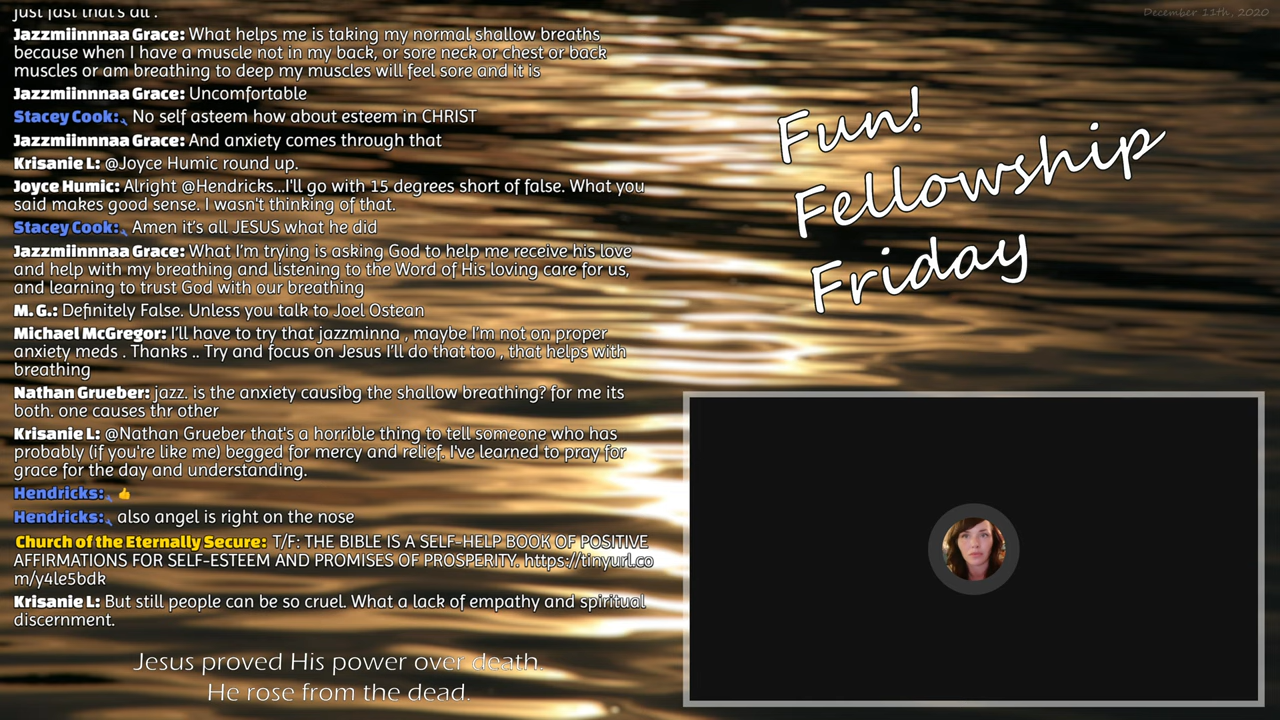 just fast that's all .
December 11th, 2020
Jazzmiinnnaa Grace: What helps me is taking my normal shallow breaths
because when I have a muscle not in my back, or sore neck or chest or back
muscles or am breathing to deep my muscles will feel sore and it is
Jazzmiinnnaa Grace: Uncomfortable
Stacey Cook: No self asteem how about esteem in CHRIST
Jazzmiinnnaa Grace: And anxiety comes through that
Krisanie L: @Joyce Humic round up.
Joyce Humic: Alright @Hendricks...I'll go with 15 degrees short of false. What you
said makes good sense. I wasn't thinking of that.
Stacey Cook: Amen it's all JESUS what he did
Jazzmiinnnaa Grace: What I'm trying is asking God to help me receive his love
and help with my breathing and listening to the Word of His loving care for us,
and learning to trust God with our breathing
M. G.: Definitely False. Unless you talk to Joel Ostean
Michael McGregor: I'll have to try that jazzminna , maybe I'm not on proper
anxiety meds . Thanks .. Try and focus on Jesus I'll do that too , that helps with
breathing
Nathan Grueber: jazz. is the anxiety causibg the shallow breathing? for me its
both. one causes thr other
Krisanie L: @Nathan Grueber that's a horrible thing to tell someone who has
probably (if you're like me) begged for mercy and relief. I've learned to pray for
grace for the day and understanding.
Hendricks: 👍
Hendricks: also angel is right on the nose
Church of the Eternally Secure: T/F: THE BIBLE IS A SELF-HELP BOOK OF POSITIVE
AFFIRMATIONS FOR SELF-ESTEEM AND PROMISES OF PROSPERITY. https://tinyurl.co
m/y4le5bdk
Krisanie L: But still people can be so cruel. What a lack of empathy and spiritual
discernment.
Jesus proved His power over death.
He rose from the dead.
Fun!
Fellowship
Friday